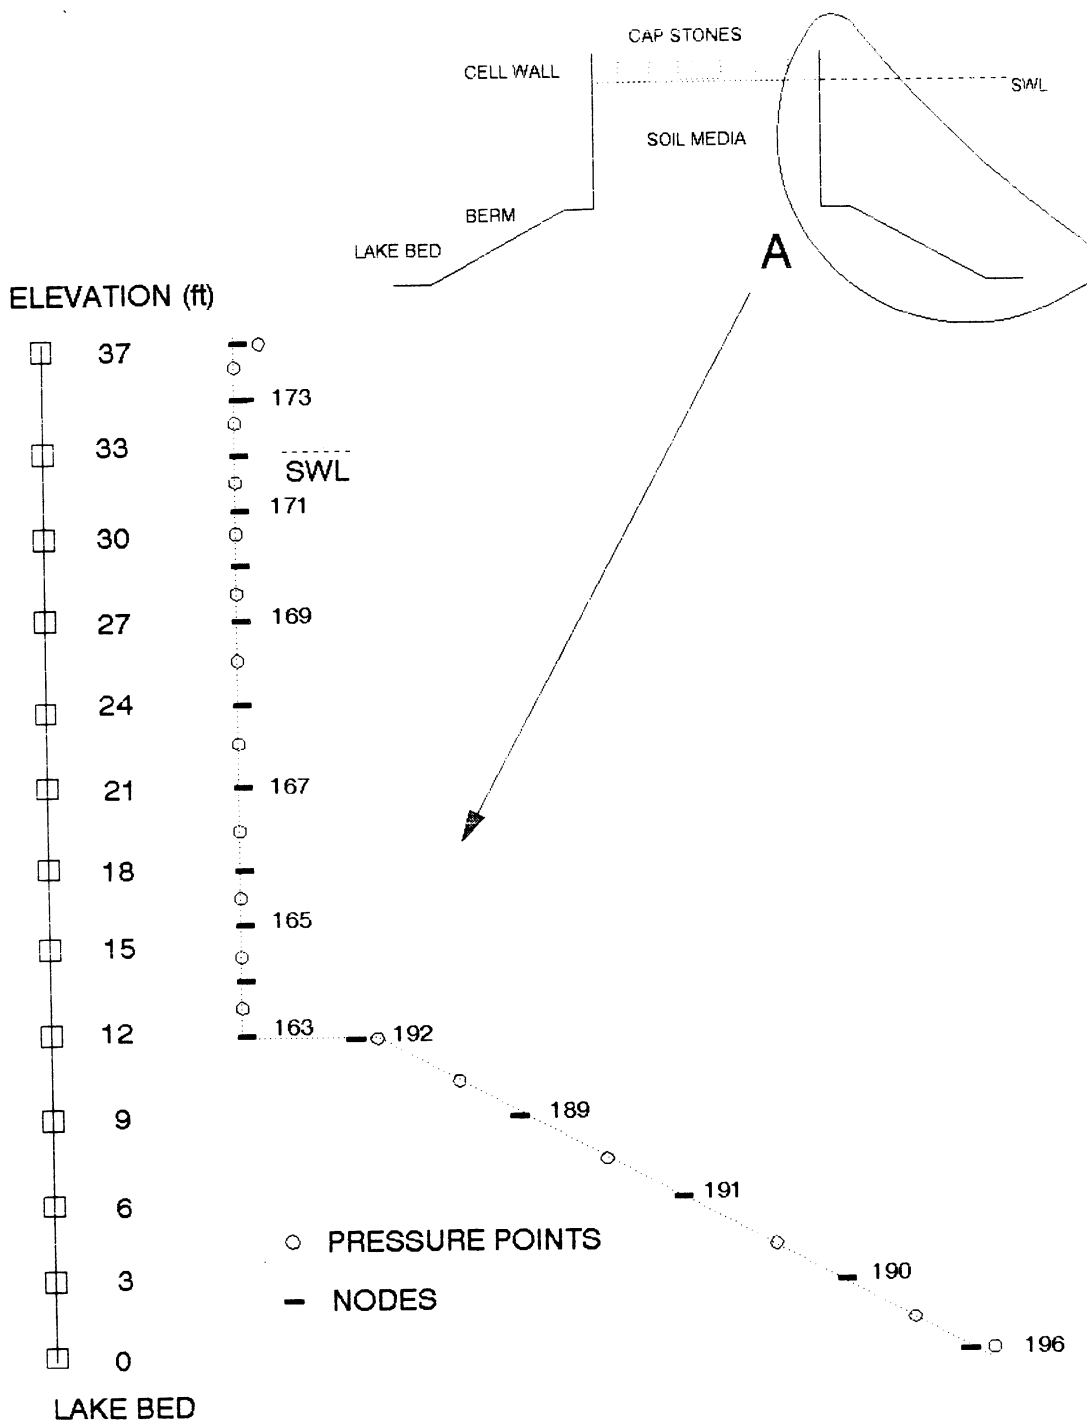 CAP STONES
CELL WALL
SWL
SOIL MEDIA
BERM
LAKE BED
A
ELEVATION (ft)
37
173
33
SWL
171
30
27
169
24
21
167
18
165
15
12
163
192
9
189
6
191
PRESSURE POINTS
3
190
NODES
0
196
LAKE BED